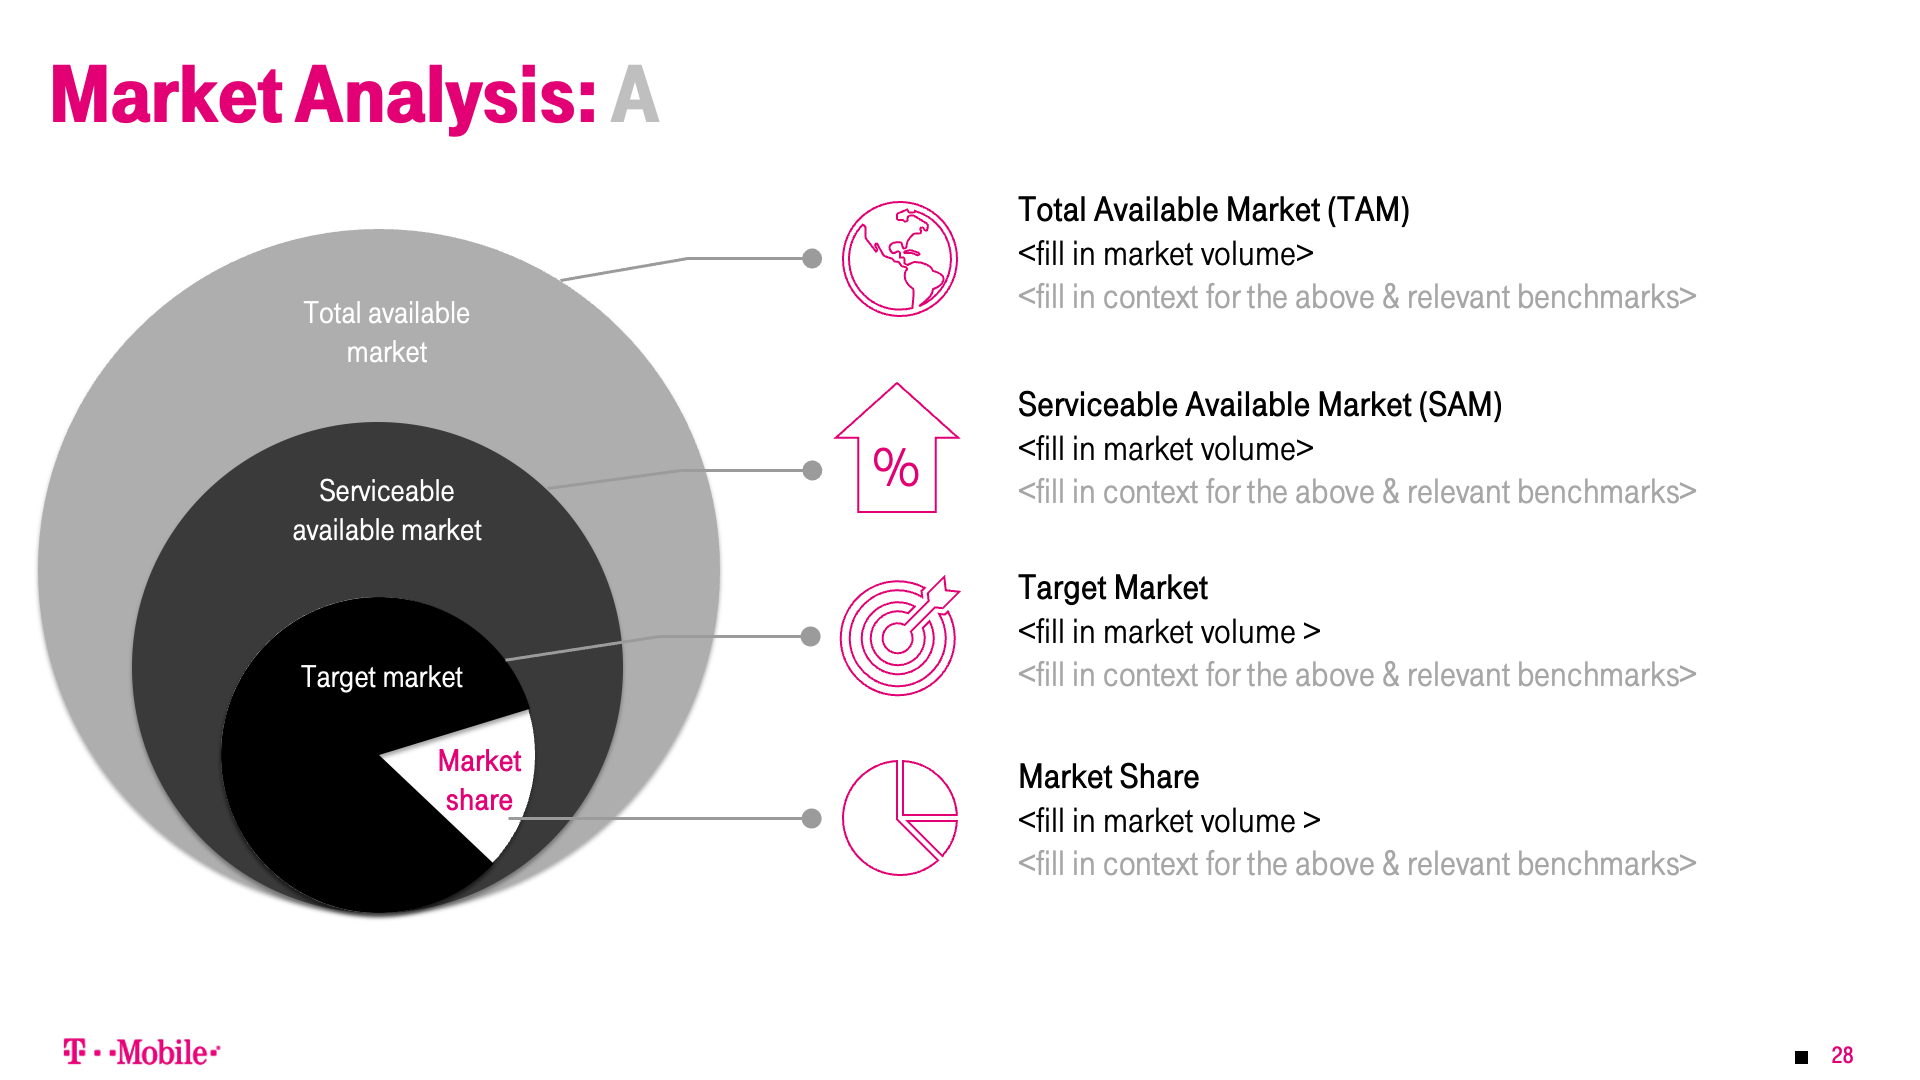 Market Analysis: A
Total available
market
Serviceable
available market
Target market
Market
share
Total Available Market (TAM)
<fill in market volume>
<fill in context for the above & relevant benchmarks>
%
Serviceable Available Market (SAM)
<fill in market volume>
<fill in context for the above & relevant benchmarks>
Target Market
<fill in market volume >
<fill in context for the above & relevant benchmarks>
Market Share
<fill in market volume >
<fill in context for the above & relevant benchmarks>
T··Mobile·
28